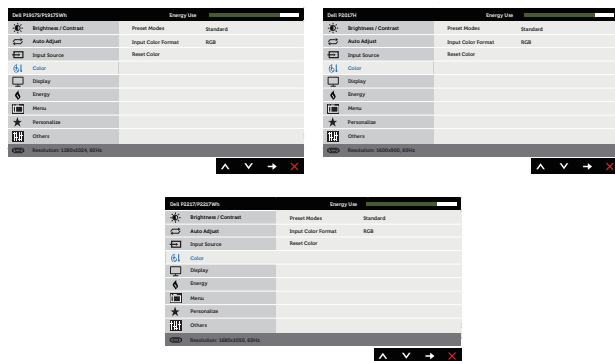 Dell P1917S/P1917SWh Energy Use
Brightness / Contrast Preset Modes Standard
Auto Adjust Input Color Format RGB
Input Source Reset Color
Color
Display
Energy
Menu
Personalize
Others
Resolution: 1280x1024, 60Hz
Dell P2017H Energy Use
Brightness / Contrast Preset Modes Standard
Auto Adjust Input Color Format RGB
Input Source Reset Color
Color
Display
Energy
Menu
Personalize
Others
Resolution: 1600x900, 60Hz
Dell P2217/P2217Wh Energy Use
Brightness / Contrast Preset Modes Standard
Auto Adjust Input Color Format RGB
Input Source Reset Color
Color
Display
Energy
Menu
Personalize
Others
Resolution: 1680x1050, 60Hz